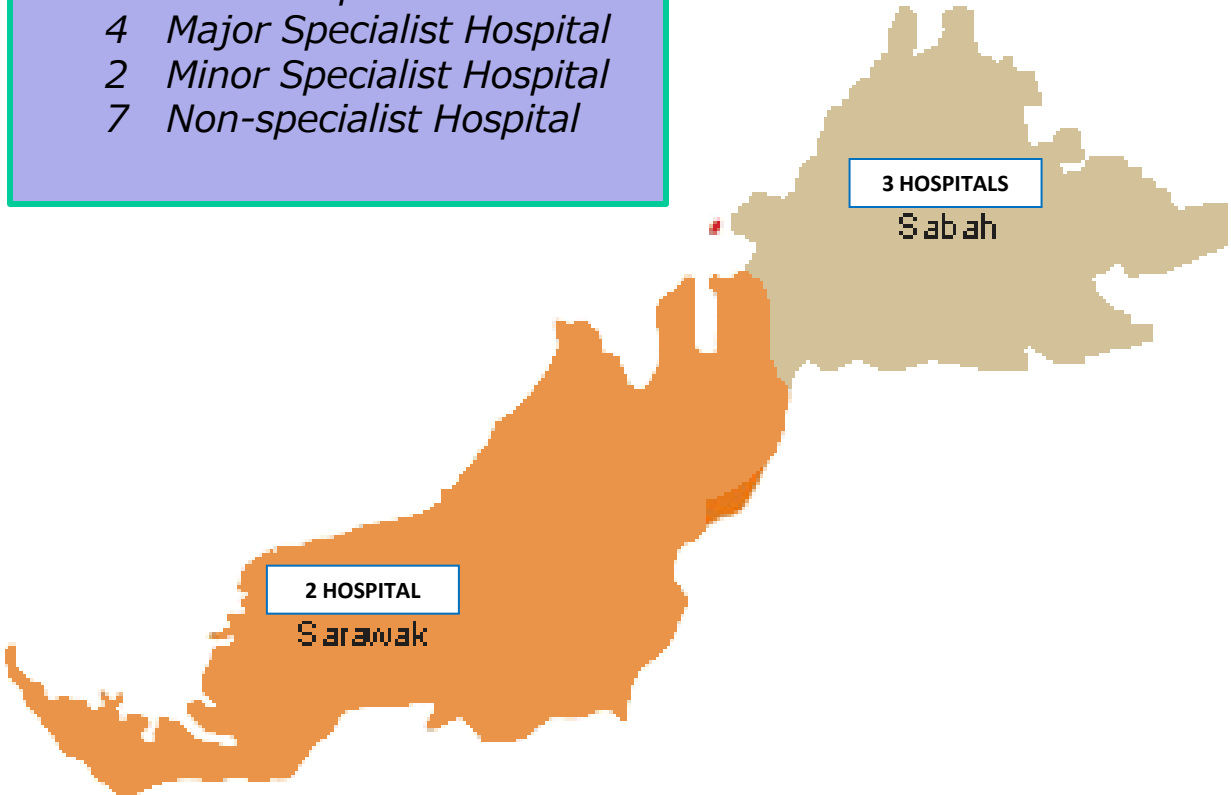 4 Major Specialist Hospital
2 Minor Specialist Hospital
7 Non-specialist Hospital
3 HOSPITALS
Sabah
2 HOSPITAL
Sarawak